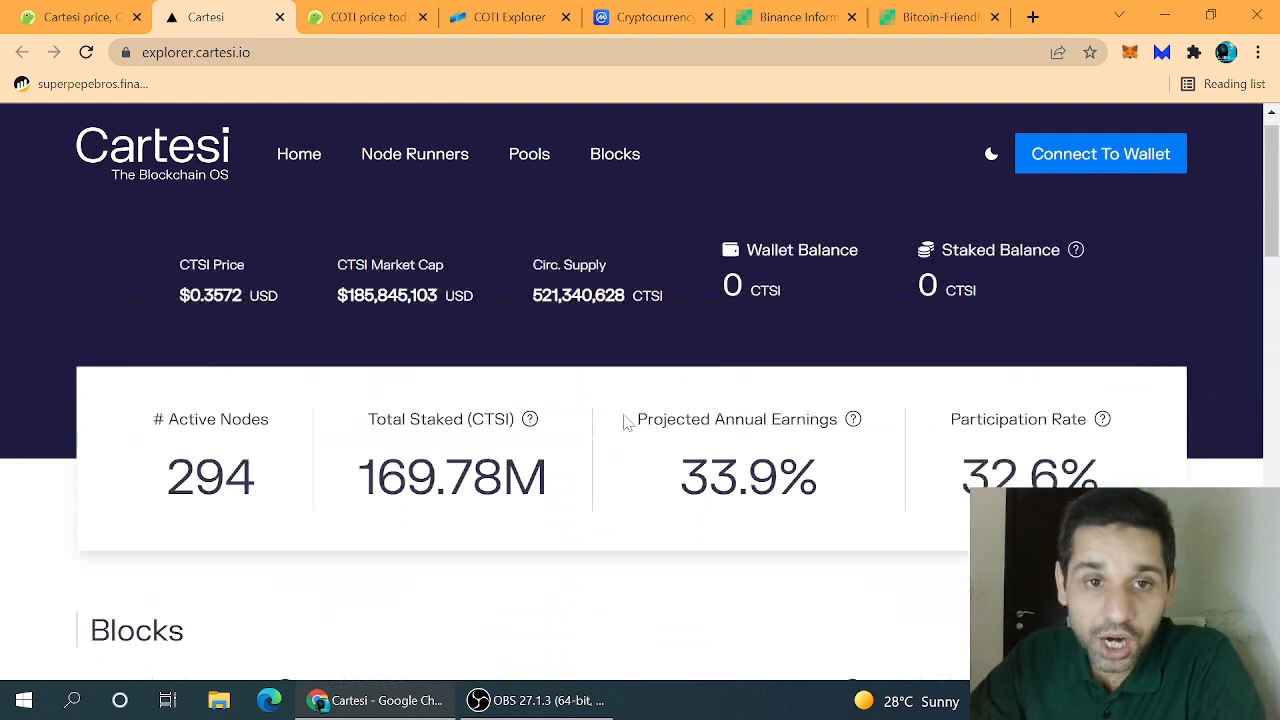 Cartesi price, C
Cartesi
COTI price tod
COTI Explorer
Cryptocurrency
Binance Inform
Bitcoin-Friendl
explorer.cartesi.io
superpepebros.fina...
Reading list
Cartesi
The Blockchain OS
Home
Node Runners
Pools
Blocks
Connect To Wallet
CTSI Price
$0.3572 USD
CTSI Market Cap
$185,845,103 USD
Circ. Supply
521,340,628 CTSI
Wallet Balance
0 CTSI
Staked Balance
0 CTSI
# Active Nodes
294
Total Staked (CTSI)
169.78M
Projected Annual Earnings
33.9%
Participation Rate
32.6%
Blocks
Cartesi - Google Ch...
OBS 27.1.3 (64-bit, ...
28°C Sunny